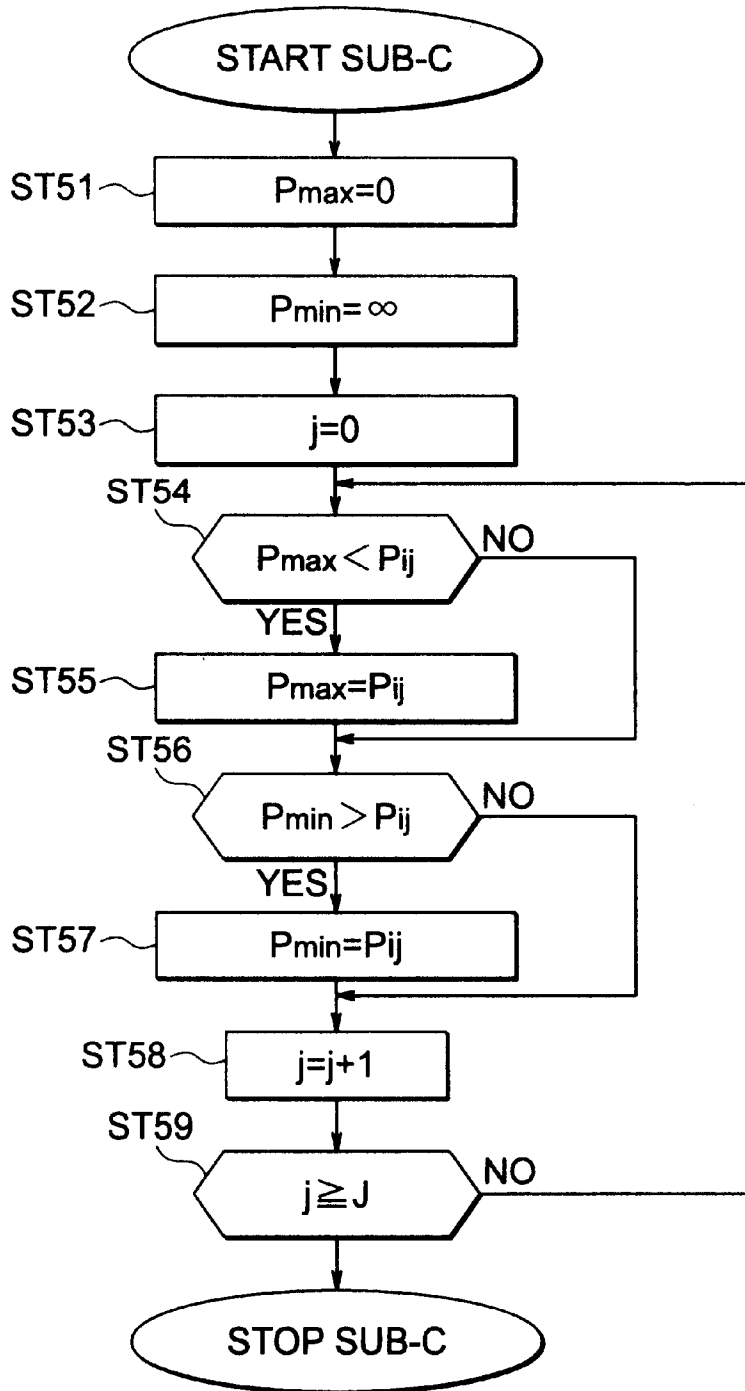 START SUB-C
ST51
Pmax=0
ST52
Pmin=∞
ST53
j=0
ST54
Pmax<Pij
NO
YES
ST55
Pmax=Pij
ST56
Pmin>Pij
NO
YES
ST57
Pmin=Pij
ST58
j=j+1
ST59
j≧J
NO
STOP SUB-C